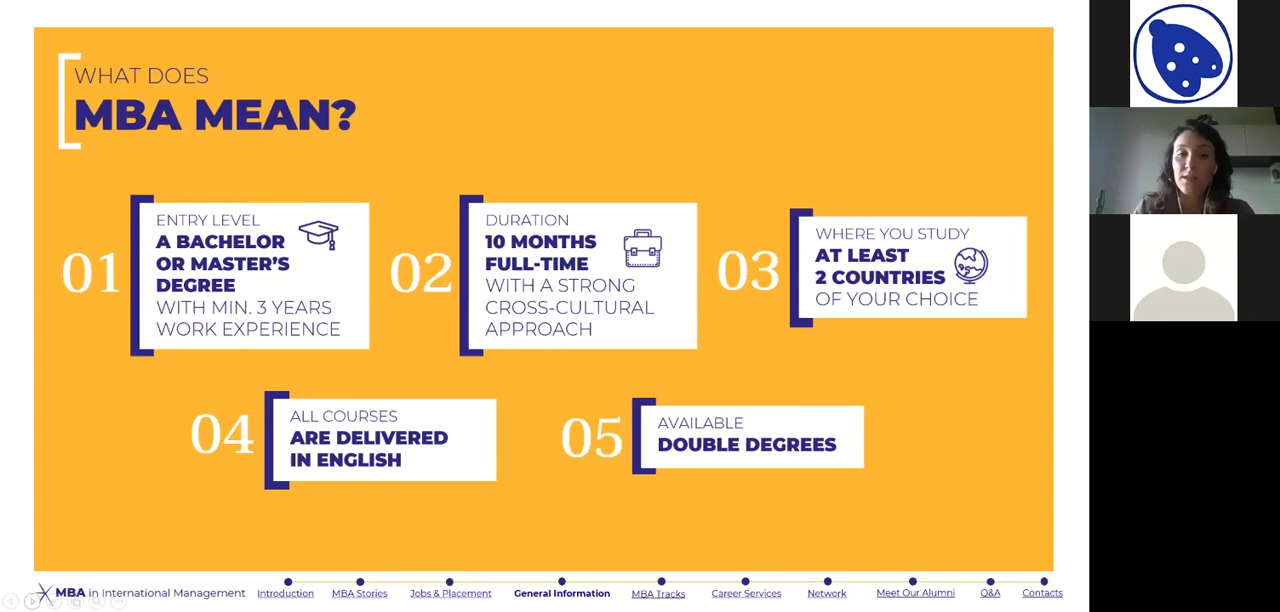 WHAT DOES
MBA MEAN?
01
ENTRY LEVEL
A BACHELOR
OR MASTER'S
DEGREE
WITH MIN. 3 YEARS
WORK EXPERIENCE
02
DURATION
10 MONTHS
FULL-TIME
WITH A STRONG
CROSS-CULTURAL
APPROACH
03
WHERE YOU STUDY
AT LEAST
2 COUNTRIES
OF YOUR CHOICE
04
ALL COURSES
ARE DELIVERED
IN ENGLISH
05
AVAILABLE
DOUBLE DEGREES
MBA in International Management
Introduction
MBA Stories
Jobs & Placement
General Information
MBA Tracks
Career Services
Network
Meet Our Alumni
Q&A
Contacts